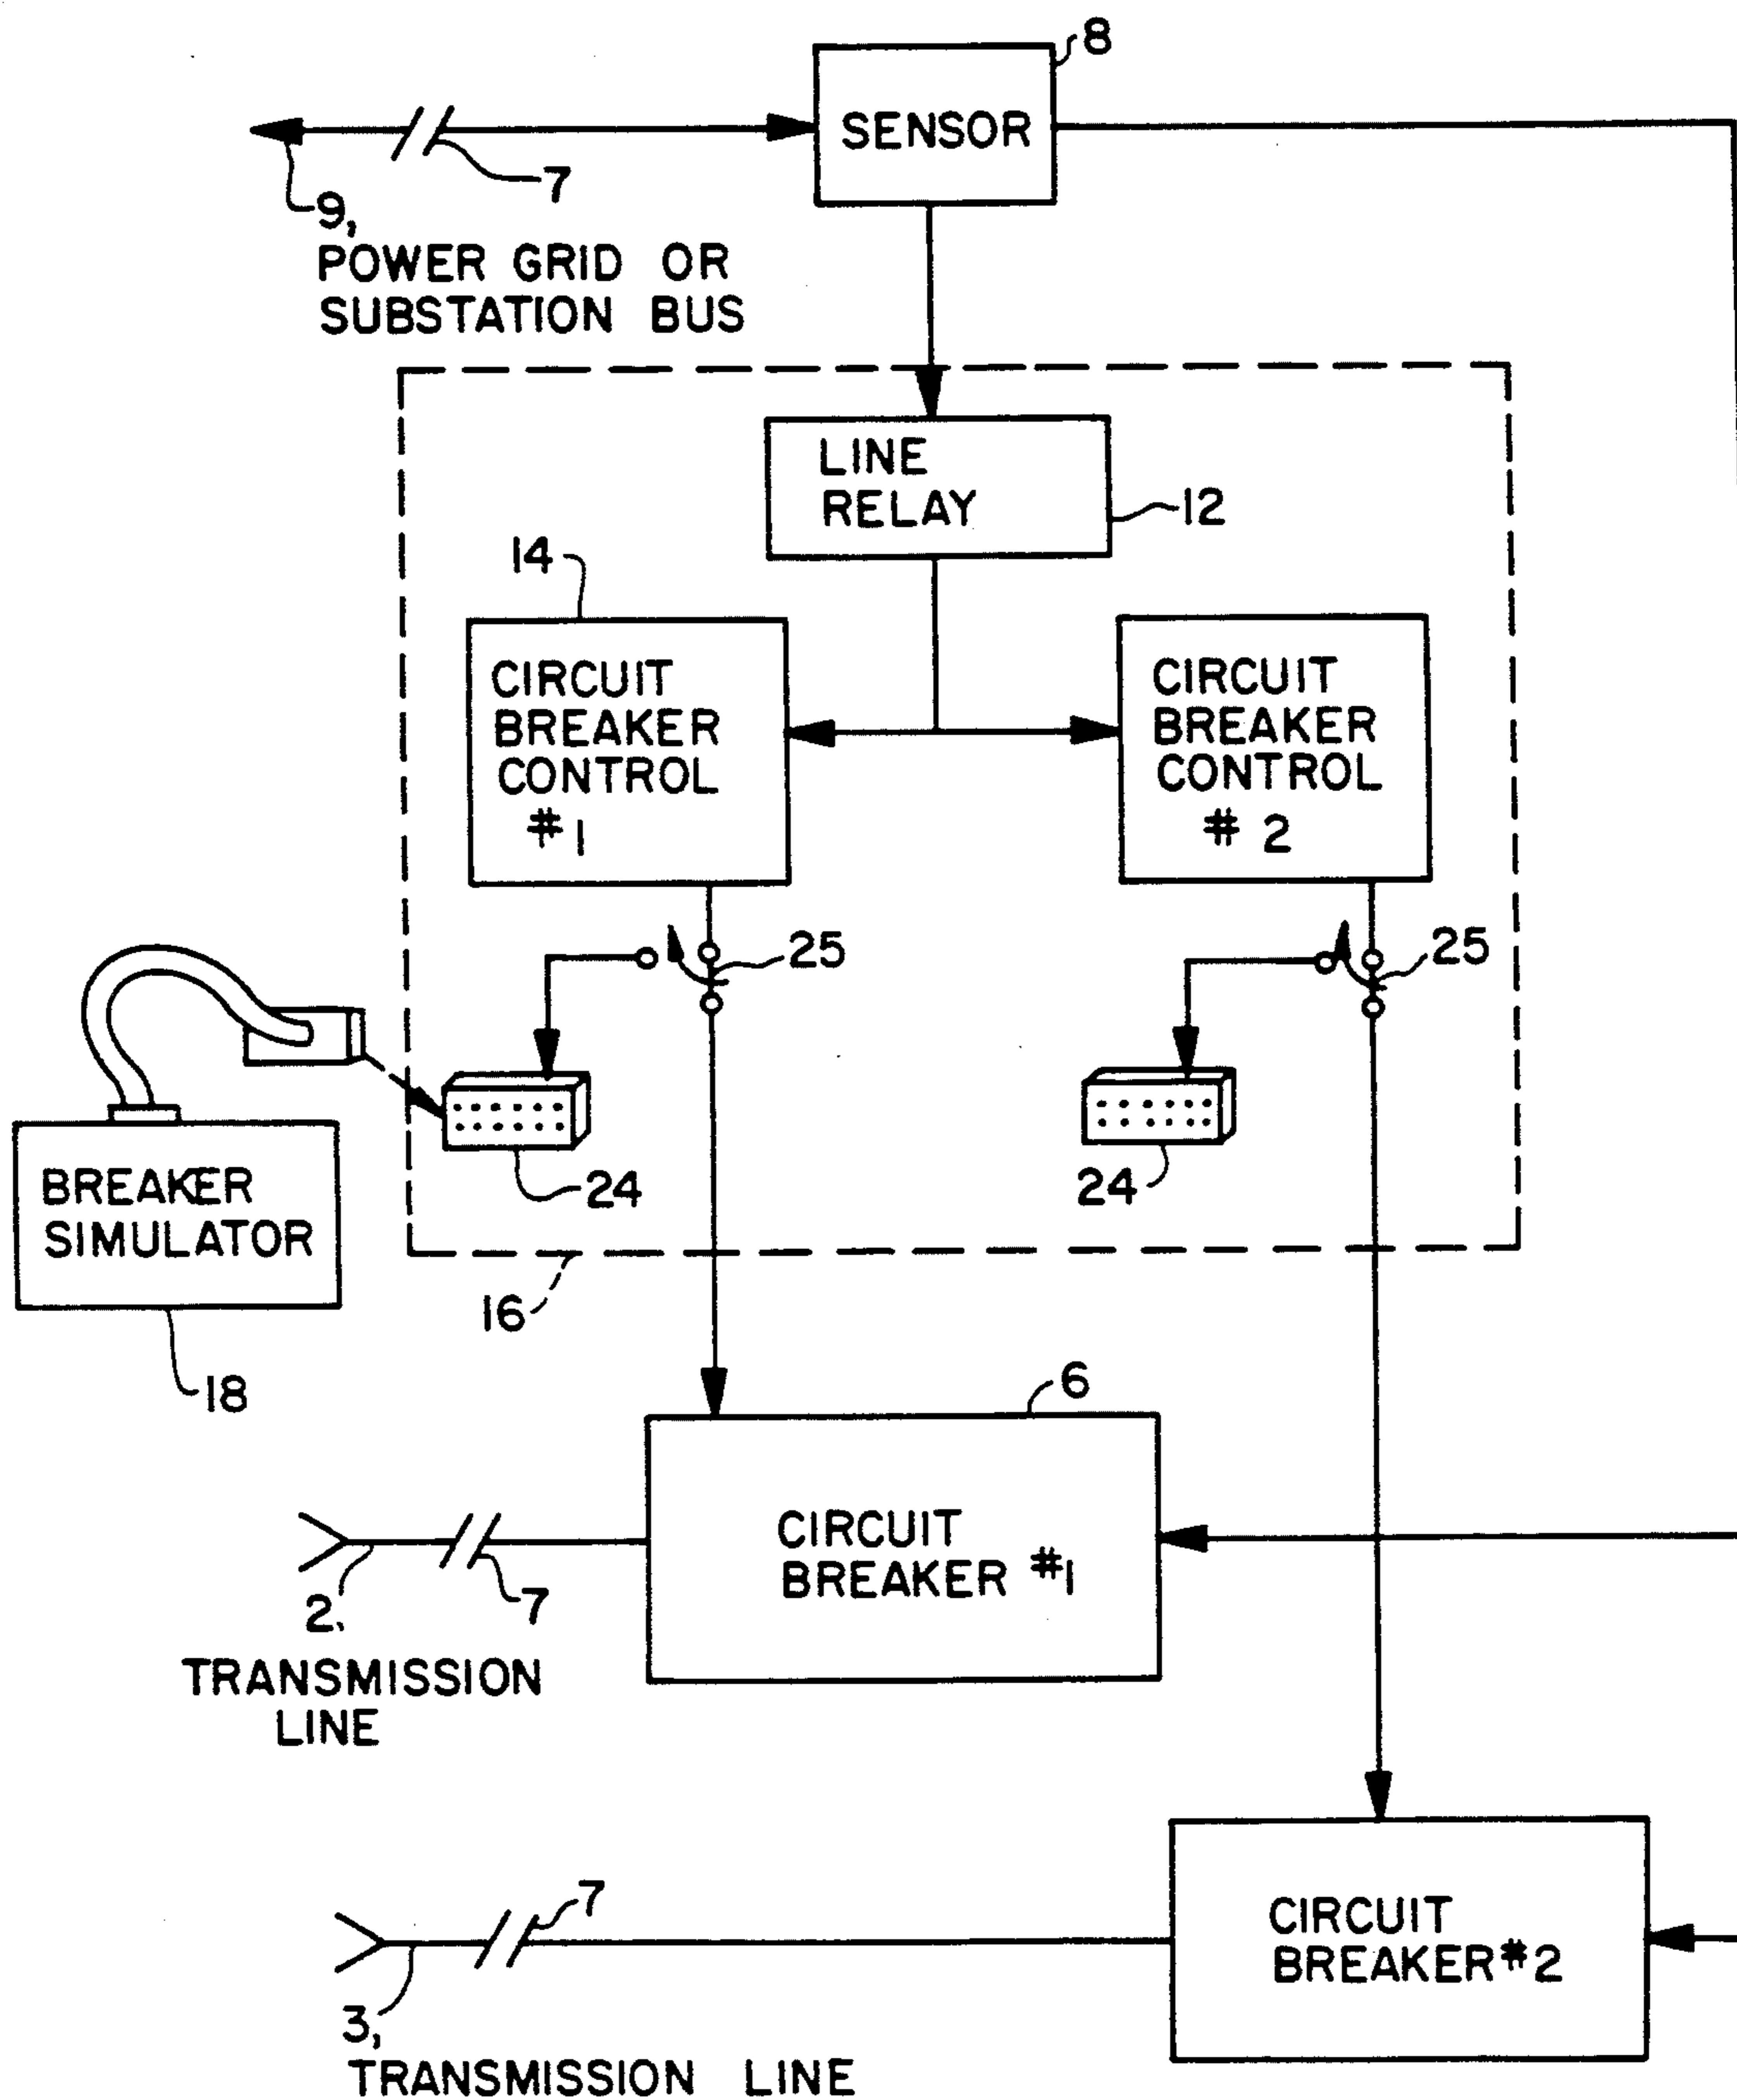 8
SENSOR
7
9,
POWER GRID OR
SUBSTATION BUS
LINE
RELAY
12
14
CIRCUIT
BREAKER
CONTROL
# 1
CIRCUIT
BREAKER
CONTROL
# 2
25
25
24
24
BREAKER
SIMULATOR
16
18
6
CIRCUIT
BREAKER #1
2,
7
TRANSMISSION
LINE
7
CIRCUIT
BREAKER #2
3,
TRANSMISSION LINE